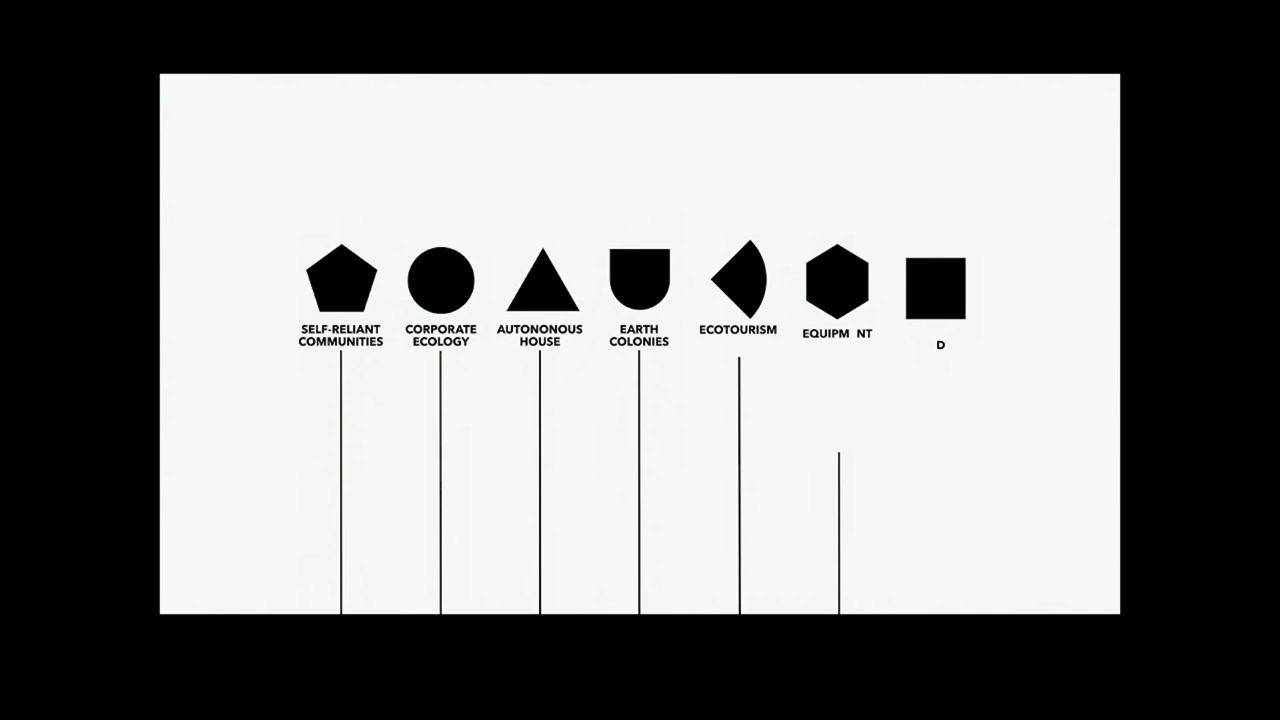 SELF-RELIANT
COMMUNITIES
CORPORATE
ECOLOGY
AUTONONOUS
HOUSE
EARTH
COLONIES
ECOTOURISM
EQUIPM NT
D